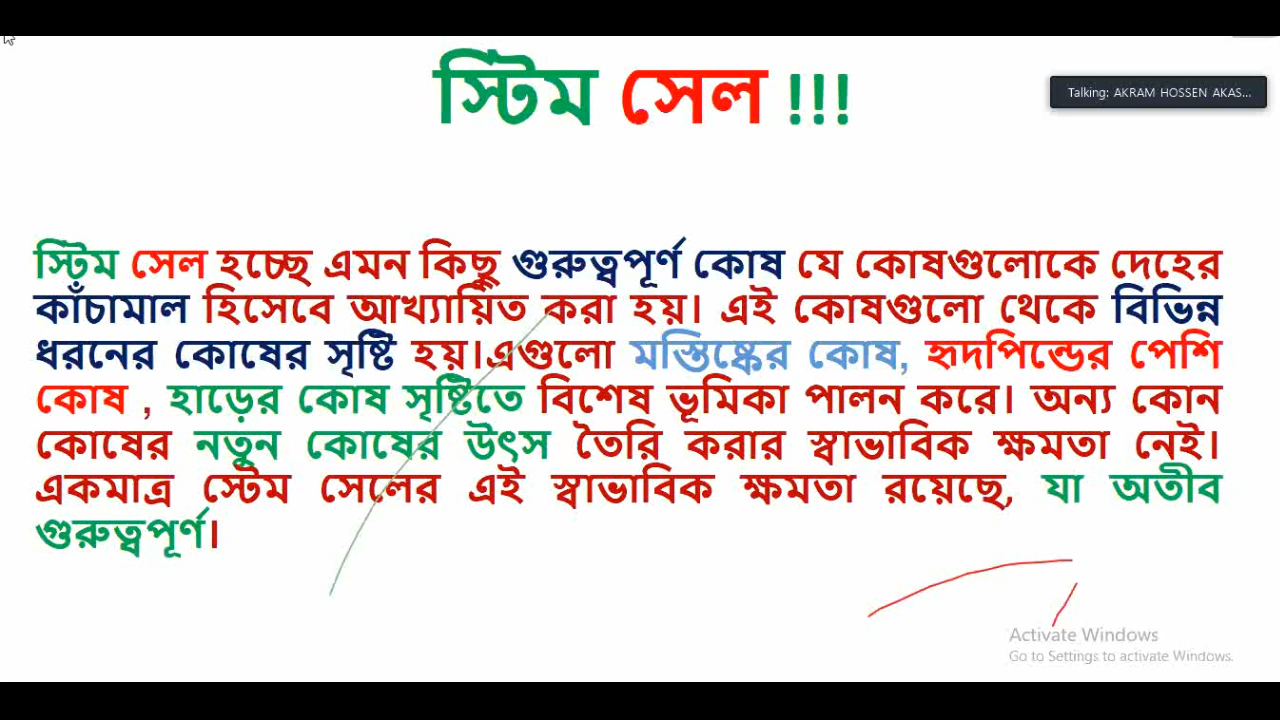 স্টিম সেল !!!
Talking: AKRAM HOSSEN AKAS...
স্টিম সেল হচ্ছে এমন কিছু গুরুত্বপূর্ণ কোষ যে কোষগুলোকে দেহের
কাঁচামাল হিসেবে আখ্যায়িত করা হয়। এই কোষগুলো থেকে বিভিন্ন
ধরনের কোষের সৃষ্টি হয়।এগুলো মস্তিষ্কের কোষ, হৃদপিন্ডের পেশি
কোষ , হাড়ের কোষ সৃষ্টিতে বিশেষ ভূমিকা পালন করে। অন্য কোন
কোষের নতুন কোষের উৎস তৈরি করার স্বাভাবিক ক্ষমতা নেই।
একমাত্র স্টেম সেলের এই স্বাভাবিক ক্ষমতা রয়েছে, যা অতীব
গুরুত্বপূর্ণ।
Activate Windows
Go to Settings to activate Windows.